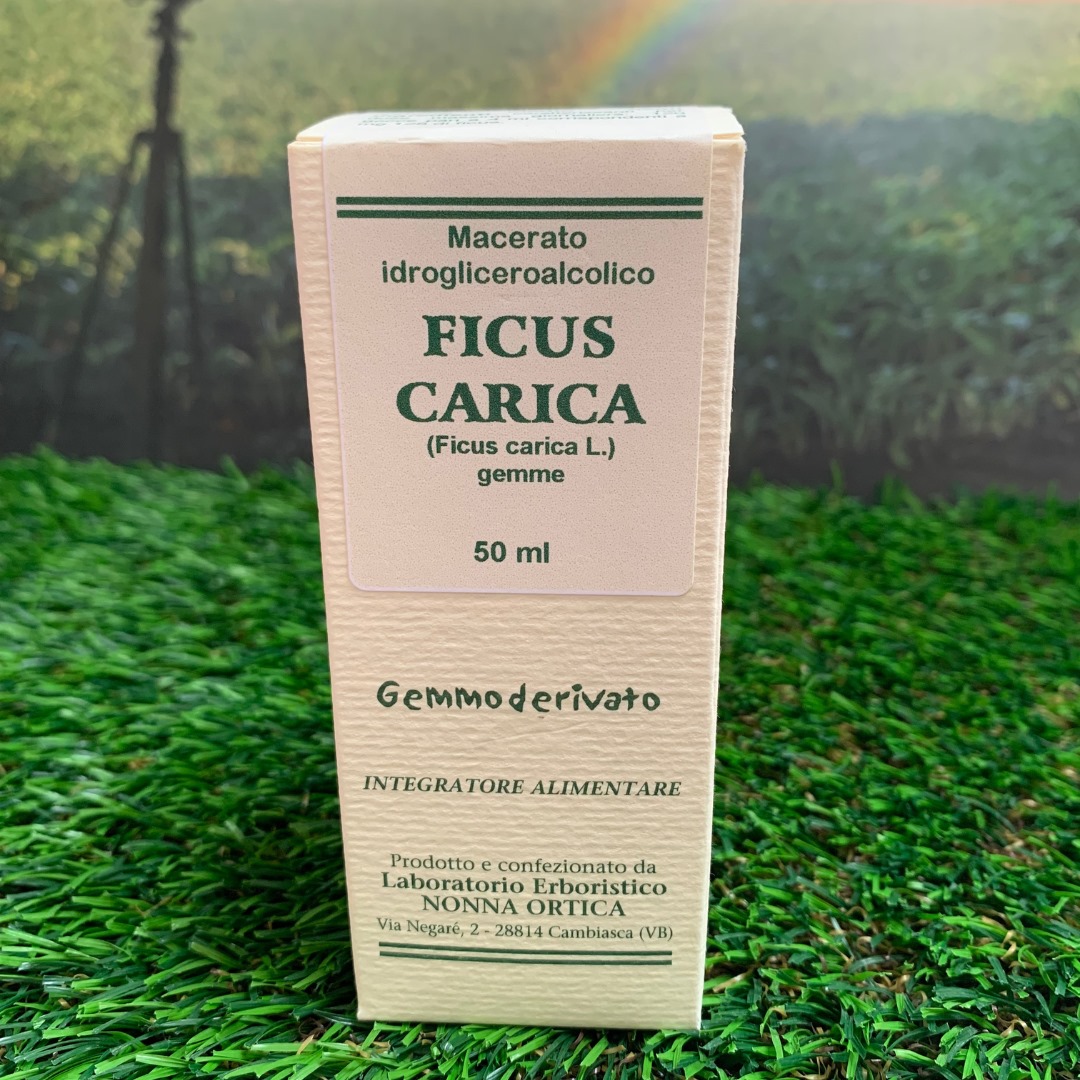 Macerato
idrogliceroalcolico
FICUS
CARICA
(Ficus carica L.)
gemme
50 ml
Gemmoderivato
INTEGRATORE ALIMENTARE
Prodotto e confezionato da
Laboratorio Erboristico
NONNA ORTICA
Via Negaré, 2 - 28814 Cambiasca (VB)